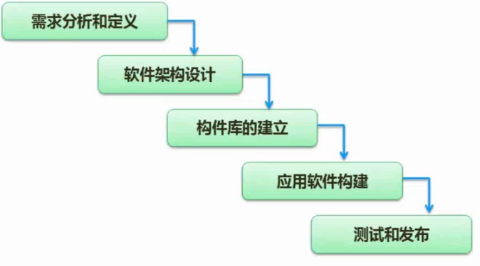 需求分析和定义
软件架构设计
构件库的建立
应用软件构建
测试和发布